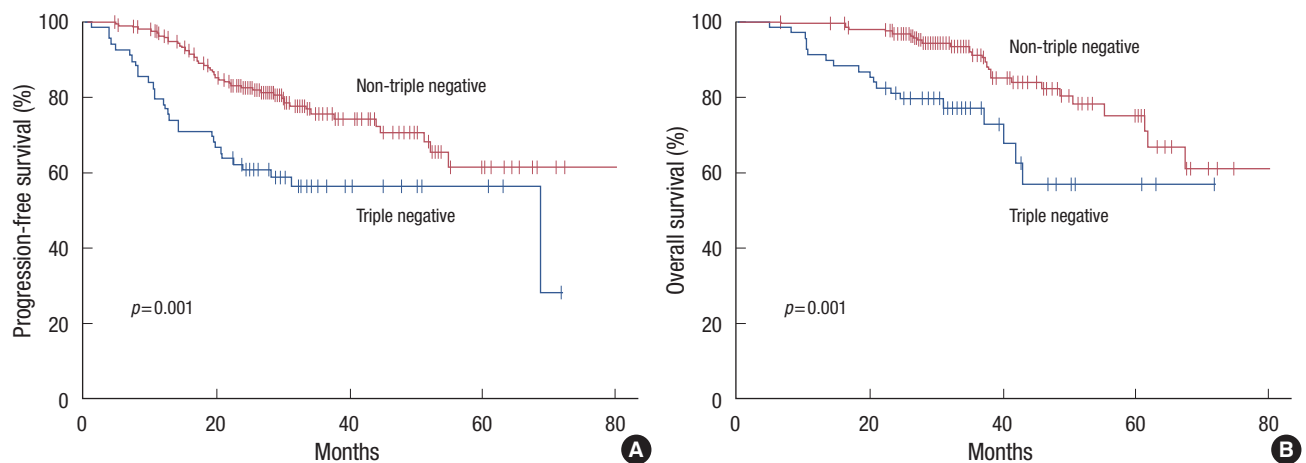 Progression-free survival (%)
100
80
60
40
20
0
Non-triple negative
Triple negative
p=0.001
0 20 40 60 80
Months
A
Overall survival (%)
100
80
60
40
20
0
Non-triple negative
Triple negative
p=0.001
0 20 40 60 80
Months
B